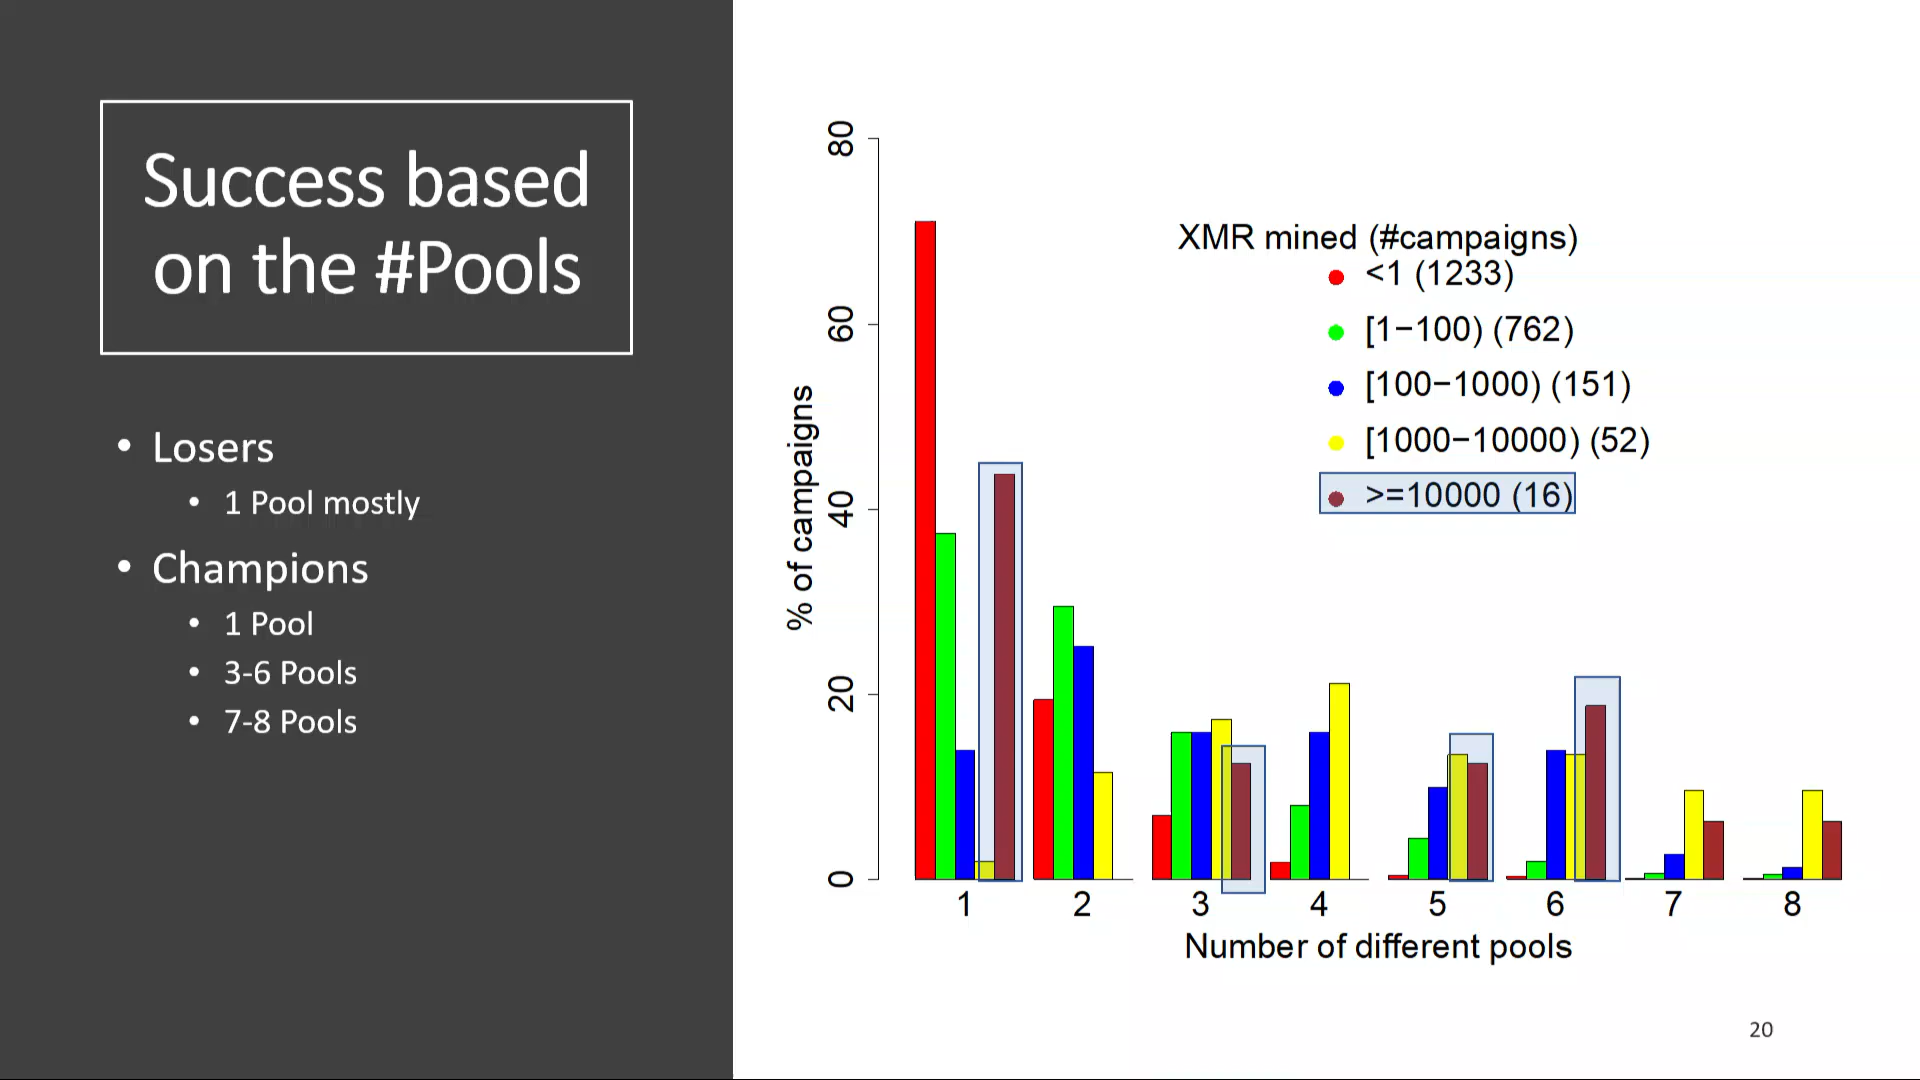 Success based
on the #Pools
• Losers
• 1 Pool mostly
• Champions
• 1 Pool
• 3-6 Pools
• 7-8 Pools
80
60
40
20
0
% of campaigns
XMR mined (#campaigns)
<1 (1233)
[1−100) (762)
[100−1000) (151)
[1000−10000) (52)
>=10000 (16)
1 2 3 4 5 6 7 8
Number of different pools
20